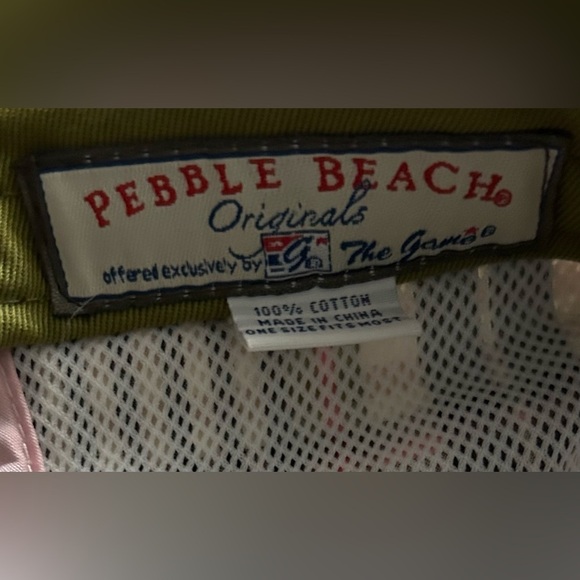 PEBBLE BEACH®
Originals
offered exclusively by G® The Game®
100% COTTON
MADE IN CHINA
ONE SIZE FITS MOST